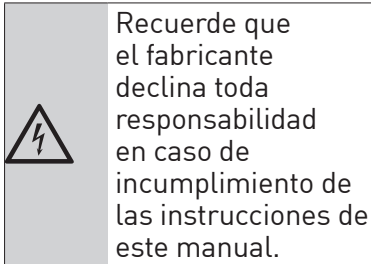 Recuerde que
el fabricante
declina toda
responsabilidad
en caso de
incumplimiento de
las instrucciones de
este manual.